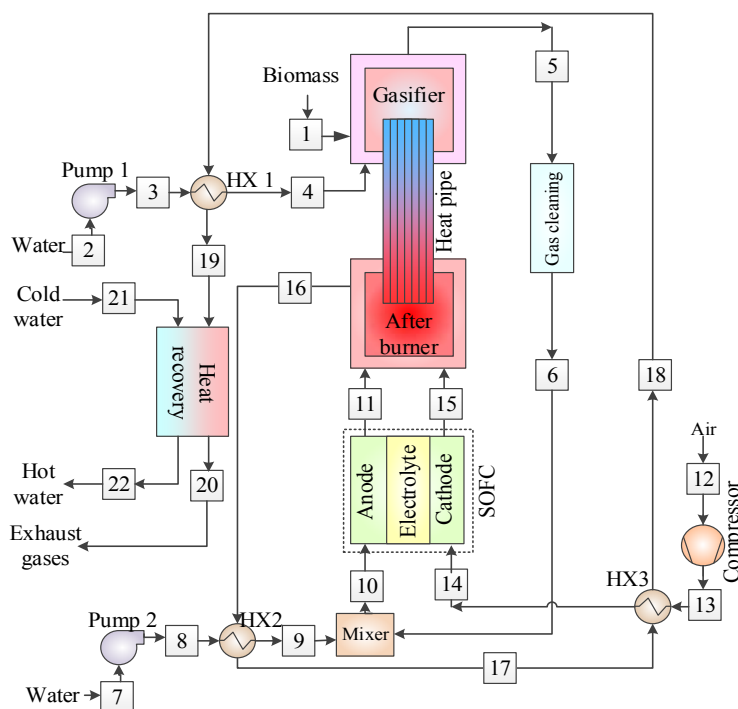 5
Biomass
Gasifier
1
Pump 1
3
HX 1
4
Heat pipe
Gas cleaning
Water
2
19
Cold
water
21
16
After
burner
Heat
recovery
6
18
11
15
Air
12
Hot
water
22
20
Anode
Electrolyte
Cathode
SOFC
Compressor
Exhaust
gases
10
14
HX3
13
Pump 2
8
HX2
9
Mixer
17
Water
7